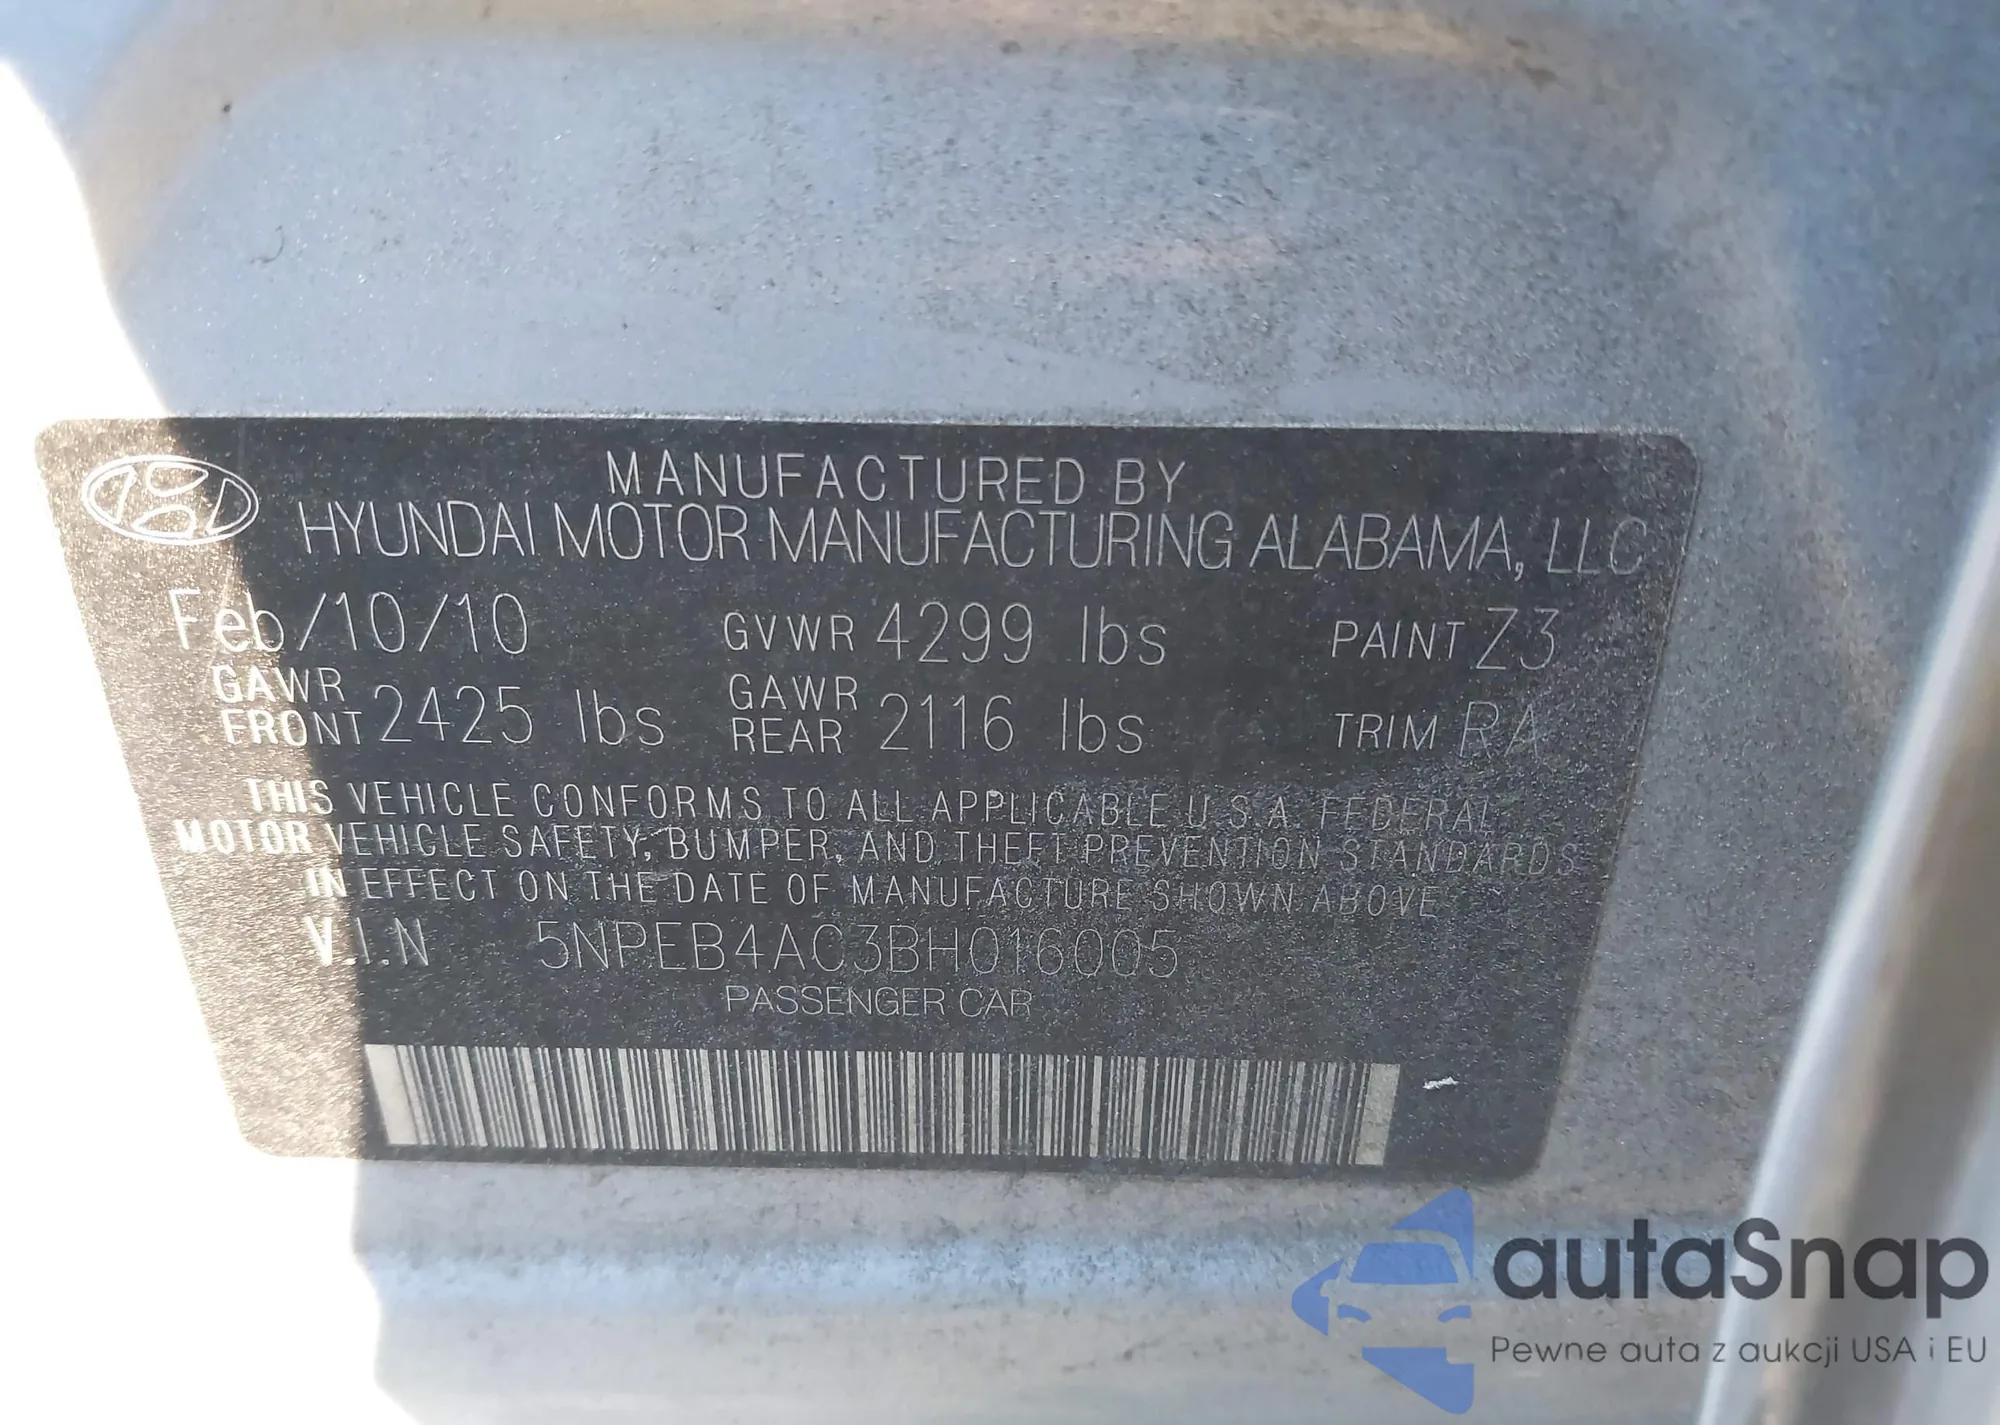 MANUFACTURED BY
HYUNDAI MOTOR MANUFACTURING ALABAMA, LLC
Feb/10/10 GVWR 4299 lbs PAINT Z3
GAWR FRONT 2425 lbs GAWR REAR 2116 lbs TRIM RA
THIS VEHICLE CONFORMS TO ALL APPLICABLE U.S.A. FEDERAL
MOTOR VEHICLE SAFETY, BUMPER, AND THEFT PREVENTION STANDARDS
IN EFFECT ON THE DATE OF MANUFACTURE SHOWN ABOVE
V.I.N 5NPEB4AC3BH016005
PASSENGER CAR
autaSnap
Pewne auta z aukcji USA i EU